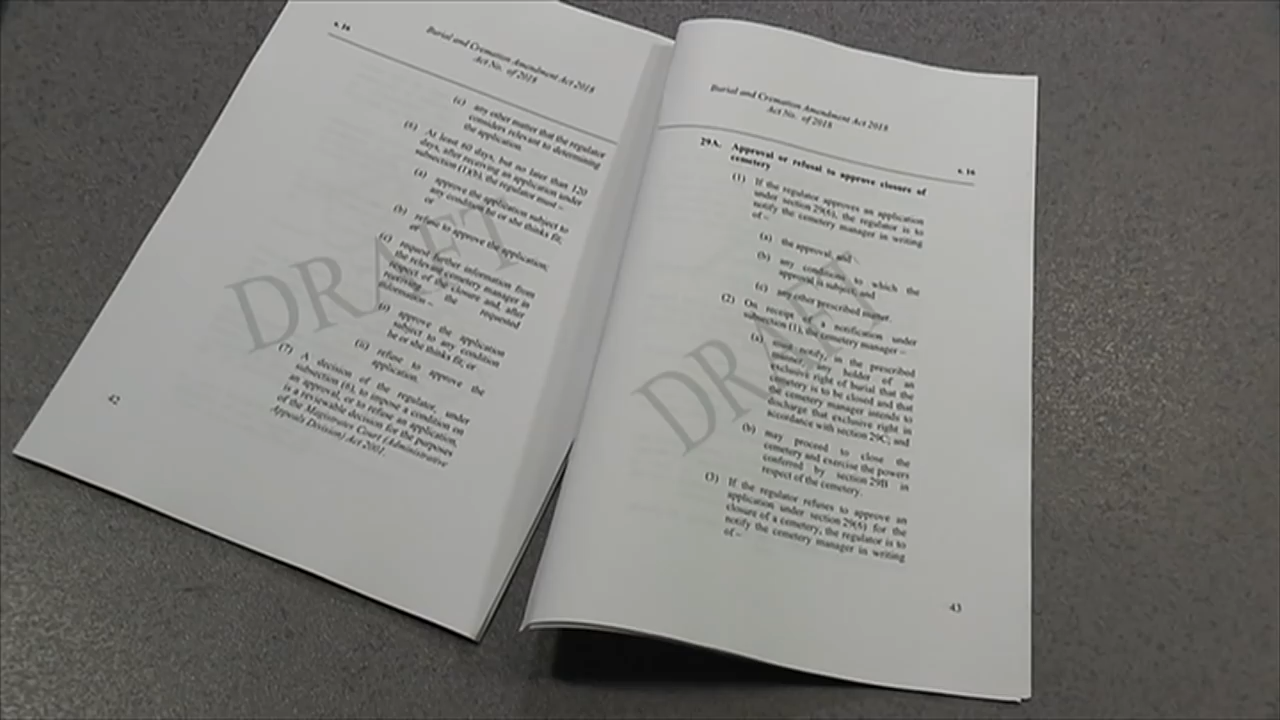 s. 16
Burial and Cremation Amendment Act 2018
Act No. of 2018
(c) any other matter that the regulator
considers relevant to determining
the application.
(6) At least 60 days, but no later than 120
days, after receiving an application under
subsection (1)(b), the regulator must –
(a) approve the application subject to
any condition he or she thinks fit;
or
(b) refuse to approve the application;
or
(c) request further information from
the relevant cemetery manager in
respect of the closure and, after
receiving the requested
information –
(i) approve the application
subject to any condition
he or she thinks fit; or
(ii) refuse to approve the
application.
(7) A decision of the regulator, under
subsection (6), to impose a condition on
an approval, or to refuse an application,
is a reviewable decision for the purposes
of the Magistrates Court (Administrative
Appeals Division) Act 2001.
DRAFT
42
Burial and Cremation Amendment Act 2018
Act No. of 2018
s. 16
29A. Approval or refusal to approve closure of
cemetery
(1) If the regulator approves an application
under section 29(6), the regulator is to
notify the cemetery manager in writing
of –
(a) the approval; and
(b) any conditions to which the
approval is subject; and
(c) any other prescribed matter.
(2) On receipt of a notification under
subsection (1), the cemetery manager –
(a) must notify, in the prescribed
manner, any holder of an
exclusive right of burial that the
cemetery is to be closed and that
the cemetery manager intends to
discharge that exclusive right in
accordance with section 29C; and
(b) may proceed to close the
cemetery and exercise the powers
conferred by section 29B in
respect of the cemetery.
(3) If the regulator refuses to approve an
application under section 29(6) for the
closure of a cemetery, the regulator is to
notify the cemetery manager in writing
of –
DRAFT
43